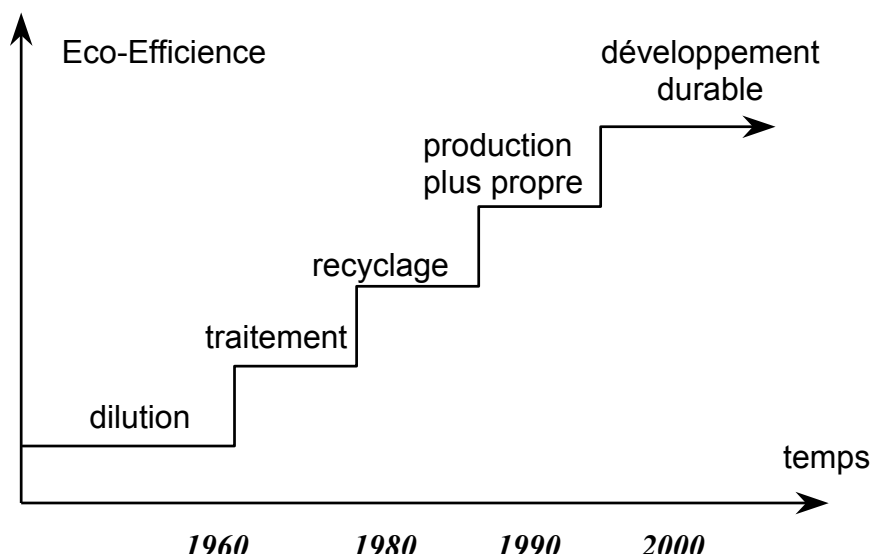 Eco-Efficience
développement
durable
production
plus propre
recyclage
traitement
dilution
temps
1960 1980 1990 2000